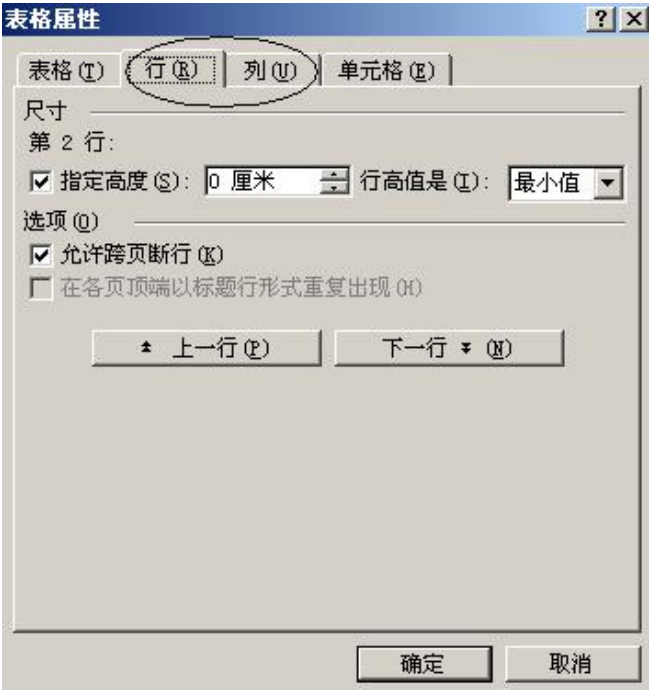 表格属性
表格(T) 行(R) 列(U) 单元格(E)
尺寸
第 2 行:
指定高度(S): 0 厘米 行高值是(I): 最小值
选项(O)
允许跨页断行(K)
在各页顶端以标题行形式重复出现(H)
上一行(P) 下一行 (N)
确定 取消